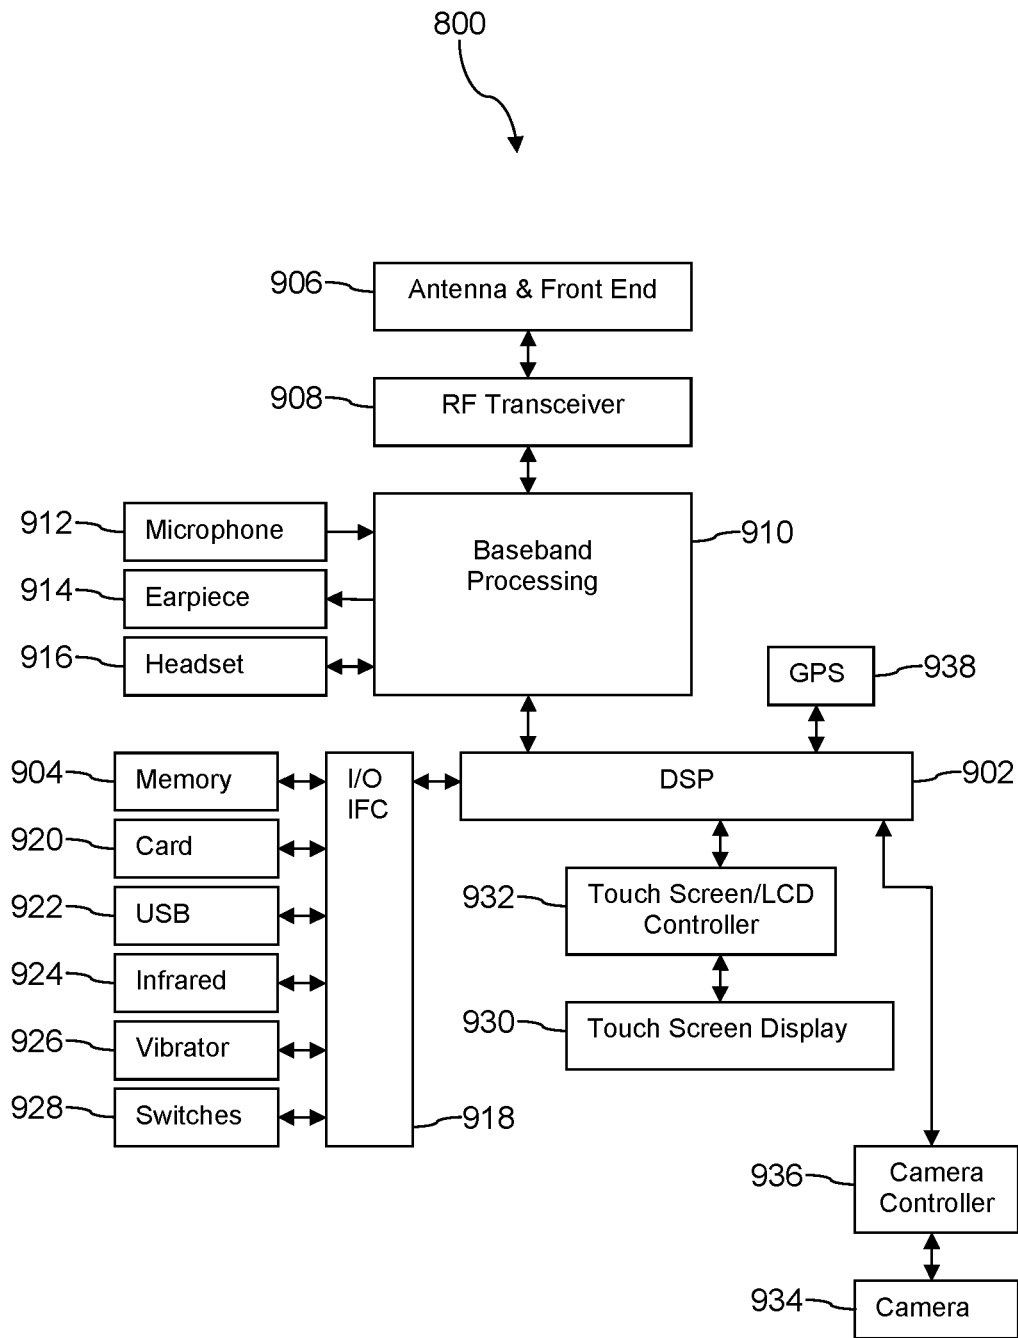 800
906
Antenna & Front End
908
RF Transceiver
912
Microphone
Baseband
Processing
910
914
Earpiece
916
Headset
GPS
938
904
Memory
I/O
IFC
DSP
902
920
Card
922
USB
932
Touch Screen/LCD
Controller
924
Infrared
930
Touch Screen Display
926
Vibrator
928
Switches
918
936
Camera
Controller
934
Camera